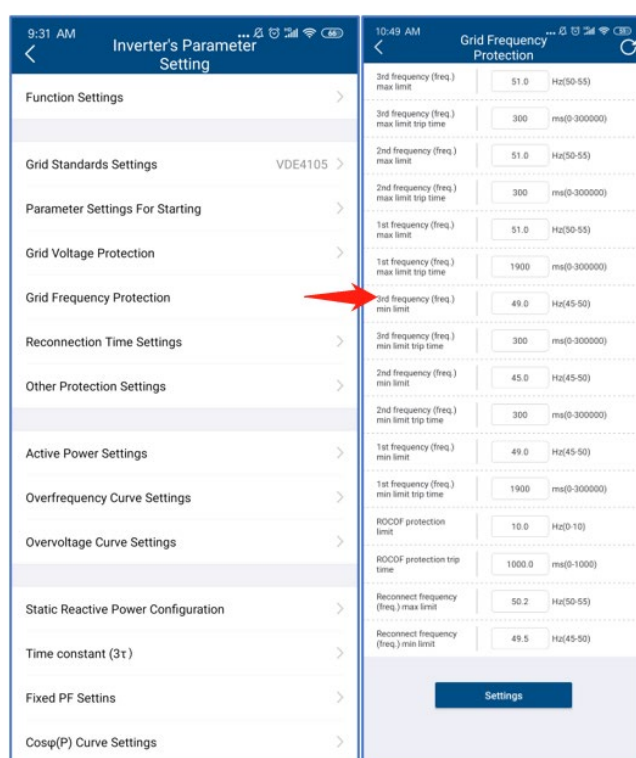 9:31 AM
...
66
Inverter's Parameter
Setting
Function Settings
Grid Standards Settings VDE4105
Parameter Settings For Starting
Grid Voltage Protection
Grid Frequency Protection
Reconnection Time Settings
Other Protection Settings
Active Power Settings
Overfrequency Curve Settings
Overvoltage Curve Settings
Static Reactive Power Configuration
Time constant (3τ)
Fixed PF Settins
Cosφ(P) Curve Settings
10:49 AM
...
Grid Frequency
Protection
3rd frequency (freq.)
max limit 51.0 Hz(50-55)
3rd frequency (freq.)
max limit trip time 300 ms(0-300000)
2nd frequency (freq.)
max limit 51.0 Hz(50-55)
2nd frequency (freq.)
max limit trip time 300 ms(0-300000)
1st frequency (freq.)
max limit 51.0 Hz(50-55)
1st frequency (freq.)
max limit trip time 1900 ms(0-300000)
3rd frequency (freq.)
min limit 49.0 Hz(45-50)
3rd frequency (freq.)
min limit trip time 300 ms(0-300000)
2nd frequency (freq.)
min limit 45.0 Hz(45-50)
2nd frequency (freq.)
min limit trip time 300 ms(0-300000)
1st frequency (freq.)
min limit 49.0 Hz(45-50)
1st frequency (freq.)
min limit trip time 1900 ms(0-300000)
ROCOF protection
limit 10.0 Hz(0-10)
ROCOF protection trip
time 1000.0 ms(0-1000)
Reconnect frequency
(freq.) max limit 50.2 Hz(50-55)
Reconnect frequency
(freq.) min limit 49.5 Hz(45-50)
Settings